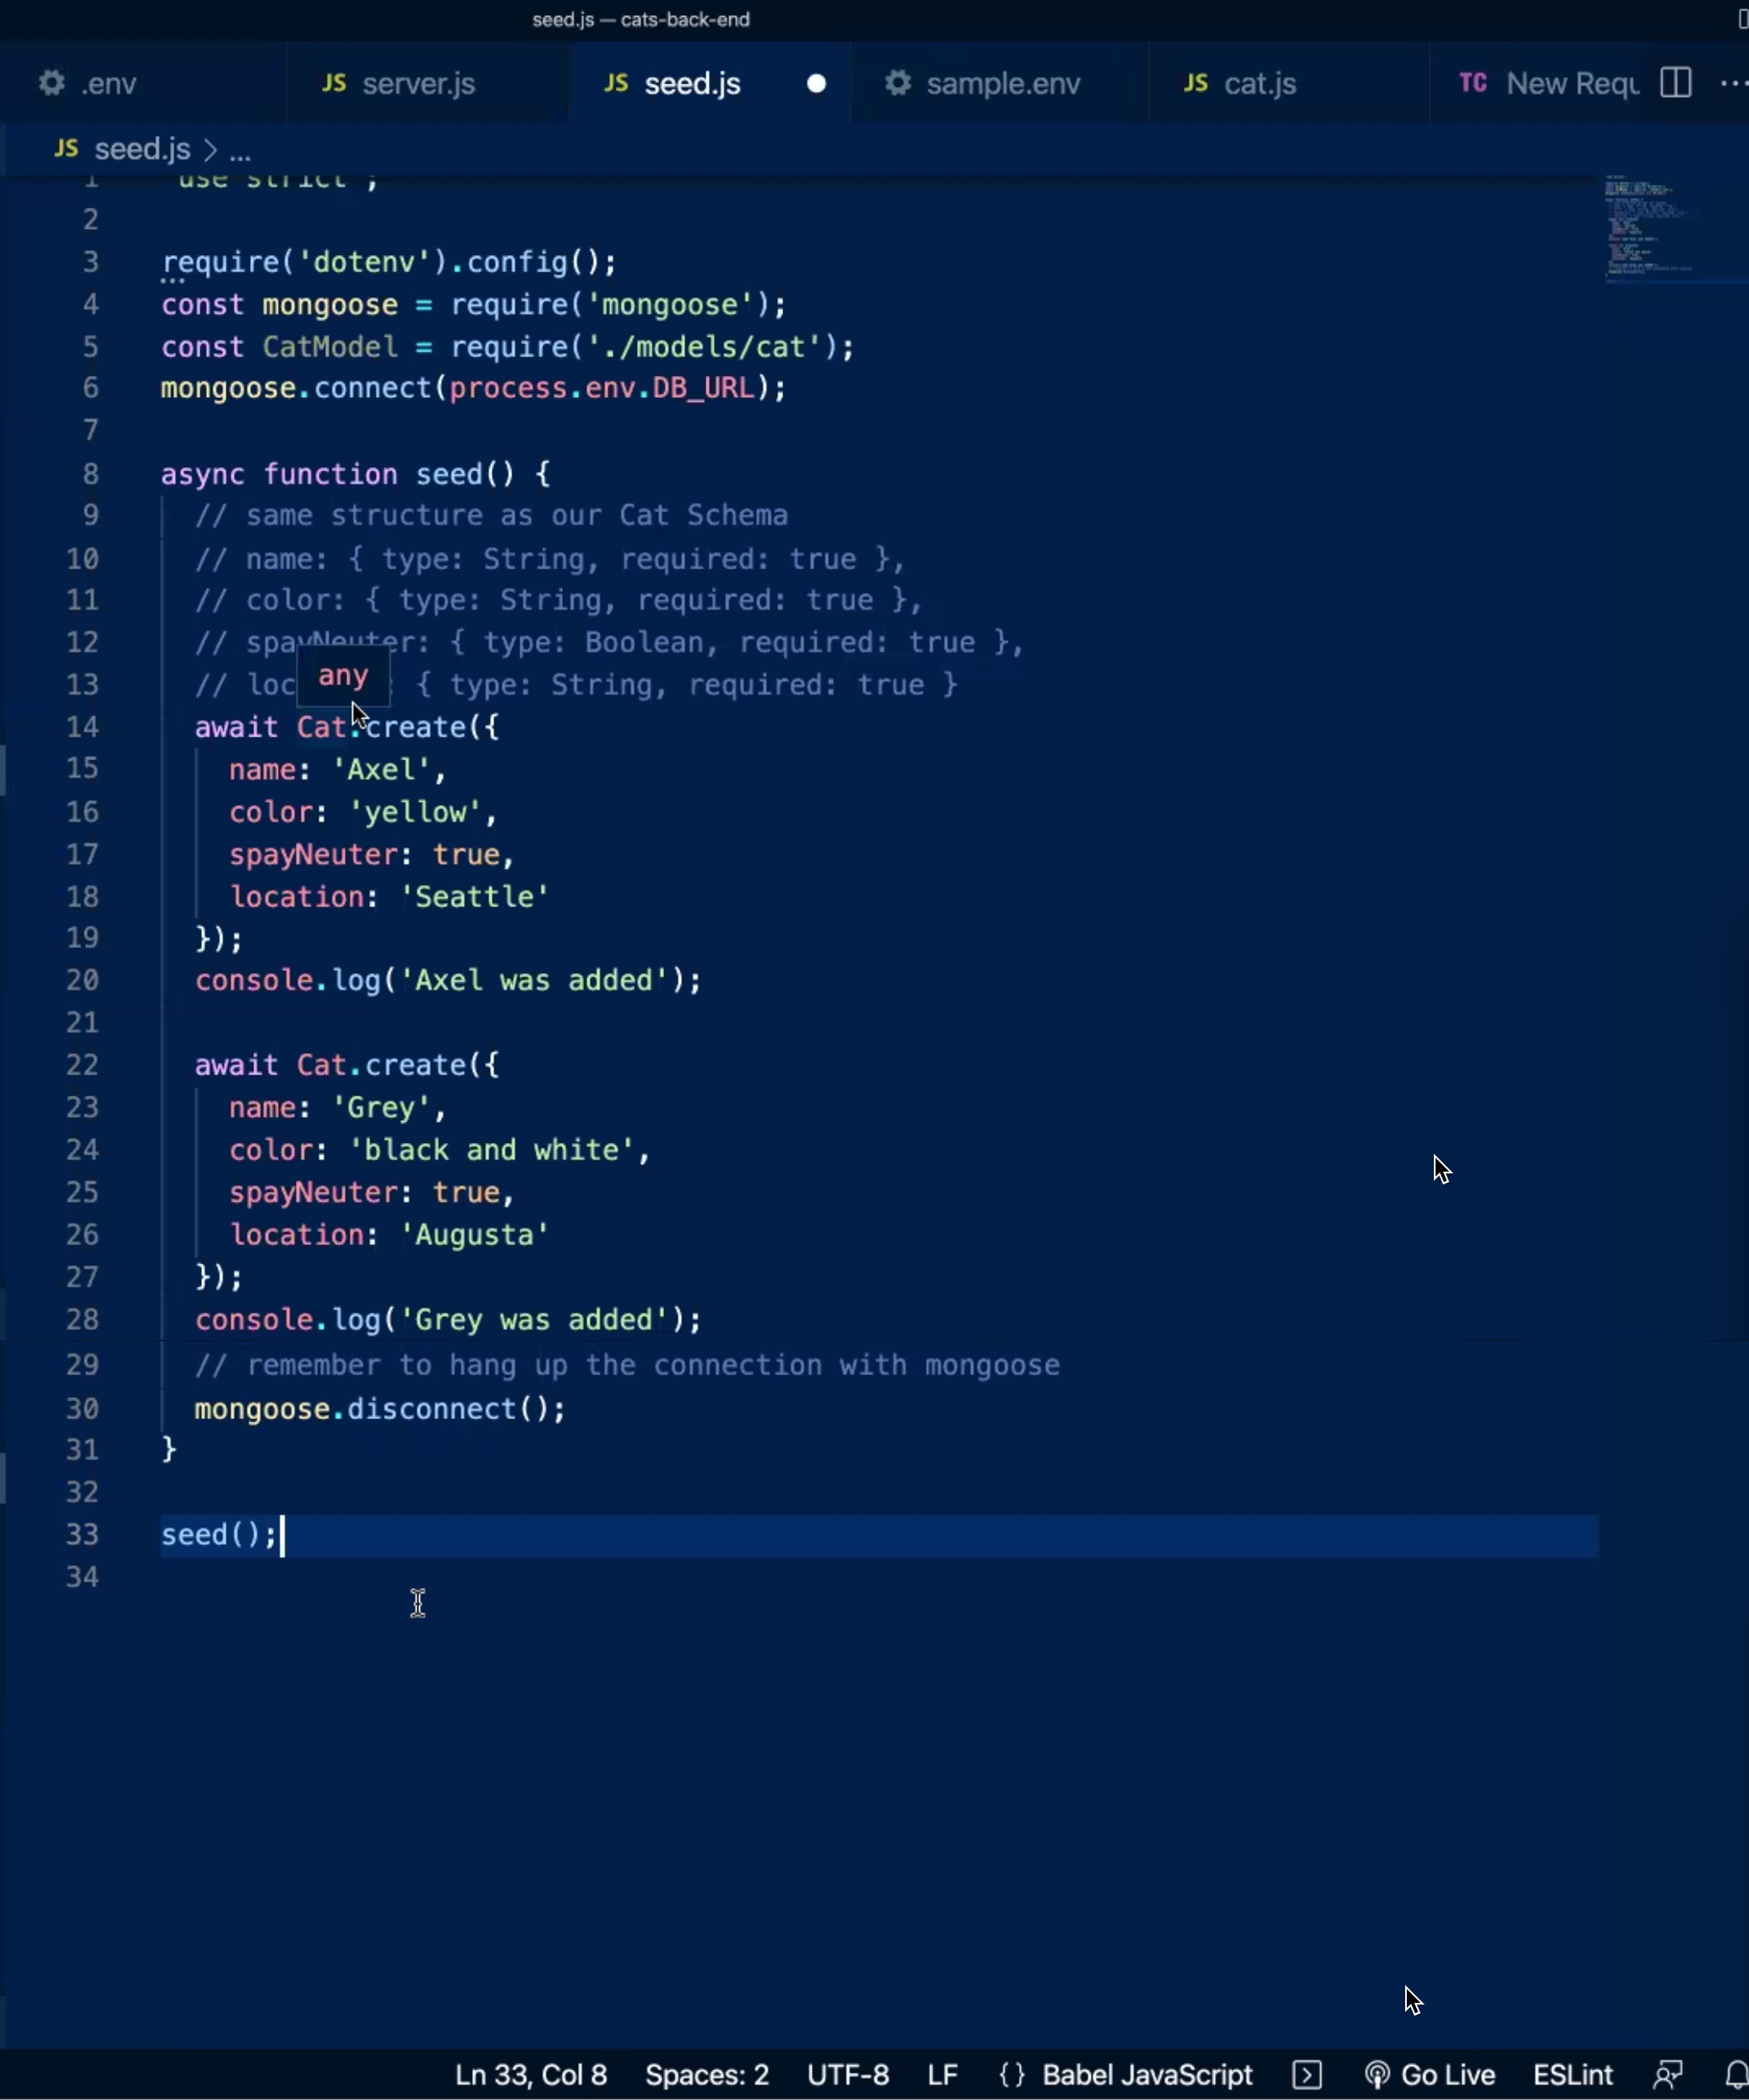 seed.js — cats-back-end
.env JS server.js JS seed.js sample.env JS cat.js TC New Requ ...
JS seed.js > ...
1 'use strict';
2
3 require('dotenv').config();
4 const mongoose = require('mongoose');
5 const CatModel = require('./models/cat');
6 mongoose.connect(process.env.DB_URL);
7
8 async function seed() {
9 // same structure as our Cat Schema
10 // name: { type: String, required: true },
11 // color: { type: String, required: true },
12 // spayNeuter: { type: Boolean, required: true },
any
13 // loc : { type: String, required: true }
14 await Cat.create({
15 name: 'Axel',
16 color: 'yellow',
17 spayNeuter: true,
18 location: 'Seattle'
19 });
20 console.log('Axel was added');
21
22 await Cat.create({
23 name: 'Grey',
24 color: 'black and white',
25 spayNeuter: true,
26 location: 'Augusta'
27 });
28 console.log('Grey was added');
29 // remember to hang up the connection with mongoose
30 mongoose.disconnect();
31 }
32
33 seed();
34
Ln 33, Col 8 Spaces: 2 UTF-8 LF {} Babel JavaScript Go Live ESLint